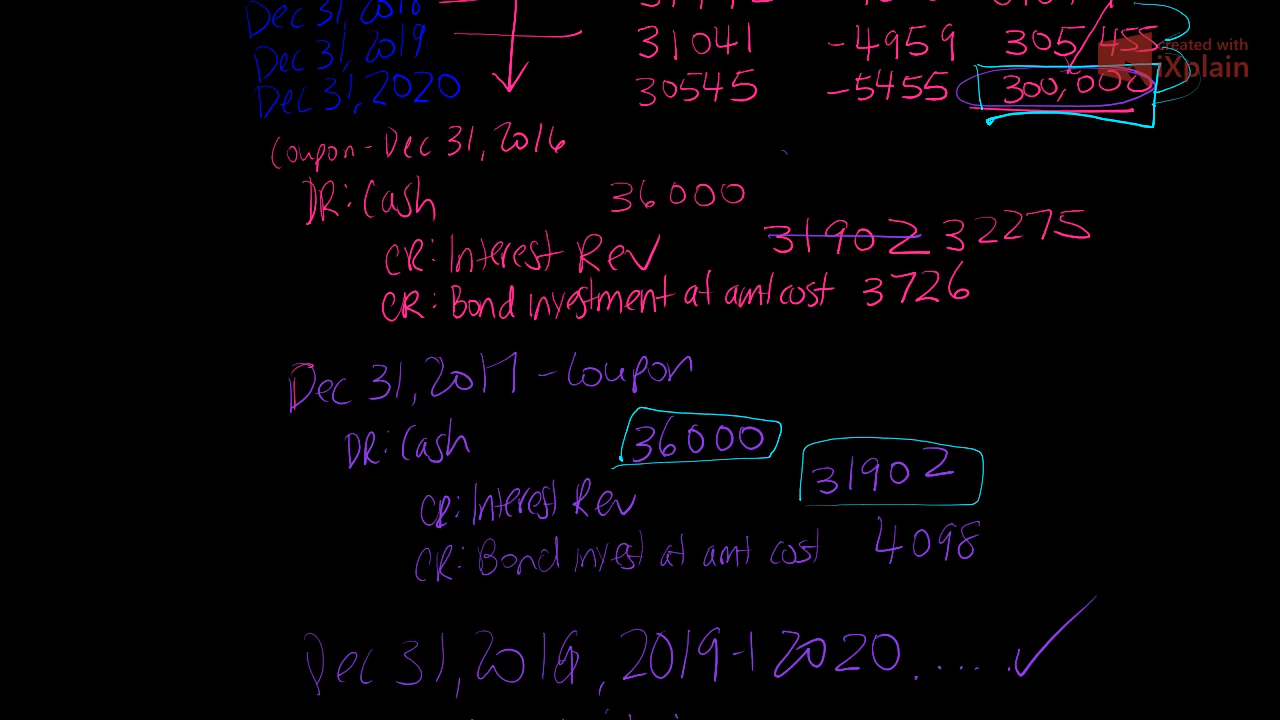 Dec 31, 2018
Dec 31, 2019 31041 -4959 305/455
Dec 31, 2020 30545 -5455 300,000
created with
iXplain
Coupon - Dec 31, 2016
DR: Cash 36000
CR: Interest Rev 31902 32275
CR: Bond investment at amt cost 3726
Dec 31, 2017 - Coupon
DR: Cash 36000
CR: Interest Rev 31902
CR: Bond invest at amt cost 4098
Dec 31, 2018, 2019 + 2020.....